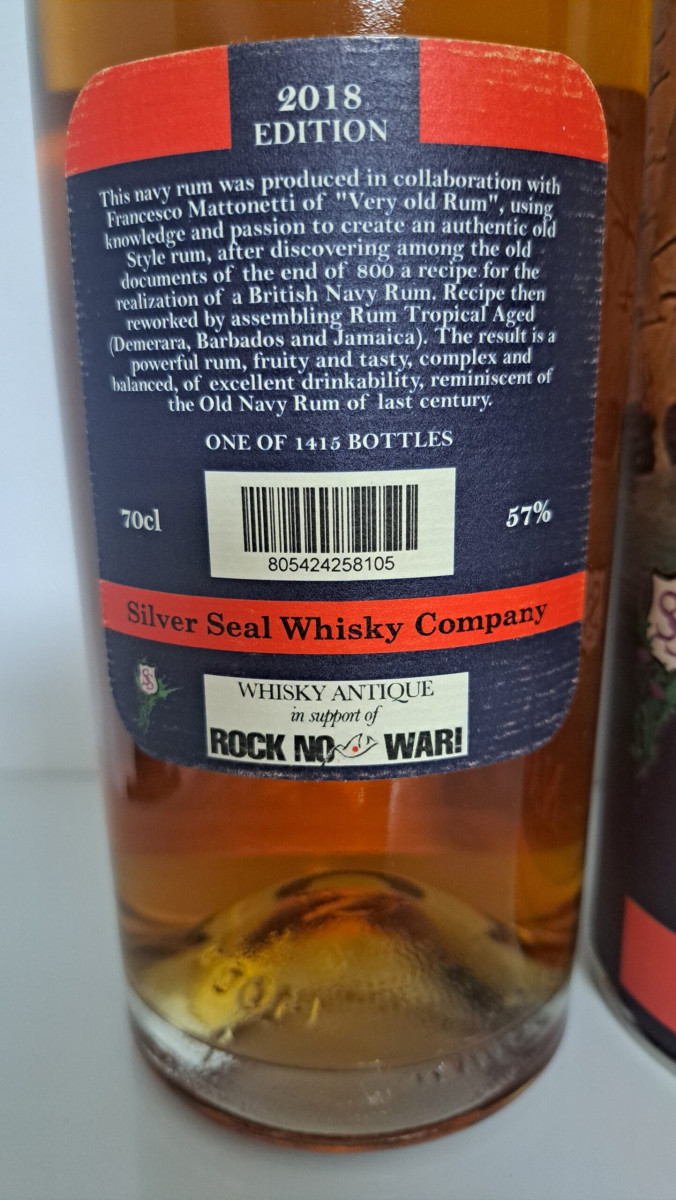 2018
EDITION
This navy rum was produced in collaboration with
Francesco Mattonetti of "Very old Rum", using
knowledge and passion to create an authentic old
Style rum, after discovering among the old
documents of the end of 800 a recipe for the
realization of a British Navy Rum. Recipe then
reworked by assembling Rum Tropical Aged
(Demerara, Barbados and Jamaica). The result is a
powerful rum, fruity and tasty, complex and
balanced, of excellent drinkability, reminiscent of
the Old Navy Rum of last century.
ONE OF 1415 BOTTLES
70cl
57%
805424258105
Silver Seal Whisky Company
WHISKY ANTIQUE
in support of
ROCK NO WAR!